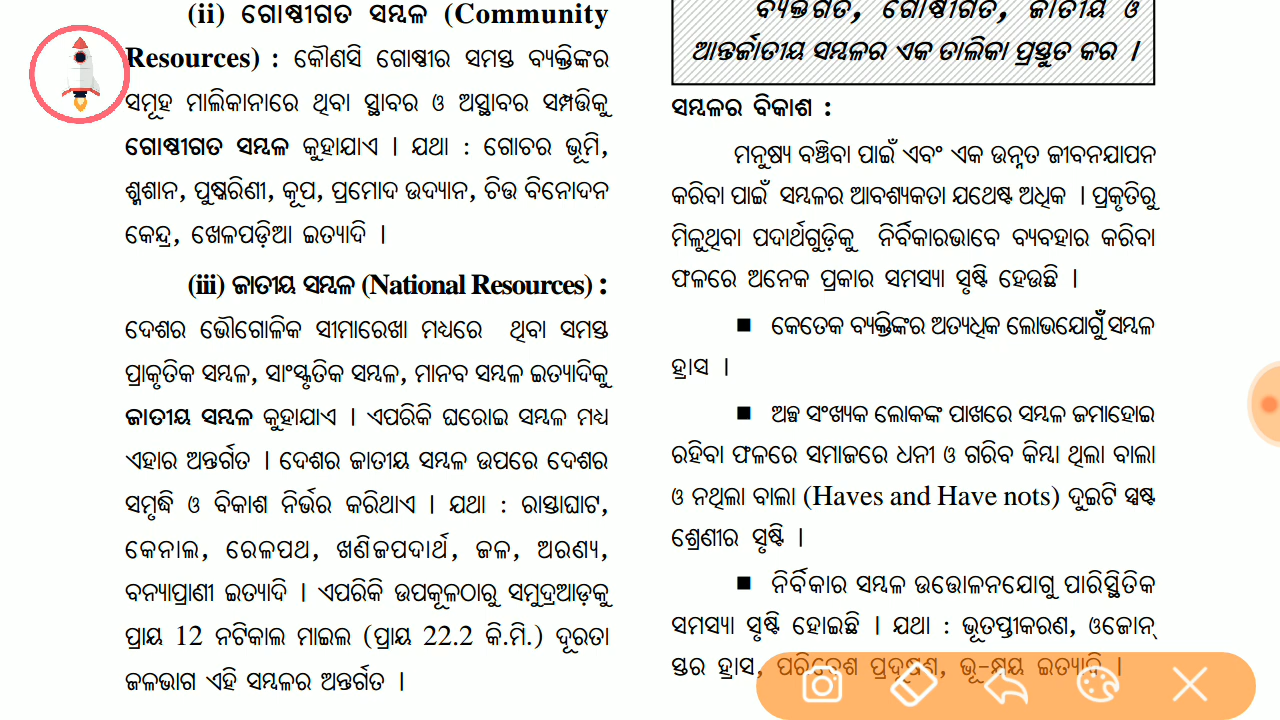 (ii) ଗୋଷ୍ଠୀଗତ ସମ୍ବଳ (Community
Resources) : କୌଣସି ଗୋଷ୍ଠୀର ସମସ୍ତ ବ୍ୟକ୍ତିଙ୍କର
ସମୂହ ମାଲିକାନାରେ ଥିବା ସ୍ଥାବର ଓ ଅସ୍ଥାବର ସମ୍ପତ୍ତିକୁ
ଗୋଷ୍ଠୀଗତ ସମ୍ବଳ କୁହାଯାଏ । ଯଥା : ଗୋଚର ଭୂମି,
ଶ୍ମଶାନ, ପୁଷ୍କରିଣୀ, କୂପ, ପ୍ରମୋଦ ଉଦ୍ୟାନ, ଚିତ୍ତ ବିନୋଦନ
କେନ୍ଦ୍ର, ଖେଳପଡ଼ିଆ ଇତ୍ୟାଦି ।
(iii) ଜାତୀୟ ସମ୍ବଳ (National Resources) :
ଦେଶର ଭୌଗୋଳିକ ସୀମାରେଖା ମଧ୍ୟରେ ଥିବା ସମସ୍ତ
ପ୍ରାକୃତିକ ସମ୍ବଳ, ସାଂସ୍କୃତିକ ସମ୍ବଳ, ମାନବ ସମ୍ବଳ ଇତ୍ୟାଦିକୁ
ଜାତୀୟ ସମ୍ବଳ କୁହାଯାଏ । ଏପରିକି ଘରୋଇ ସମ୍ବଳ ମଧ୍ୟ
ଏହାର ଅନ୍ତର୍ଗତ । ଦେଶର ଜାତୀୟ ସମ୍ବଳ ଉପରେ ଦେଶର
ସମୃଦ୍ଧି ଓ ବିକାଶ ନିର୍ଭର କରିଥାଏ । ଯଥା : ରାସ୍ତାଘାଟ,
କେନାଲ, ରେଳପଥ, ଖଣିଜପଦାର୍ଥ, ଜଳ, ଅରଣ୍ୟ,
ବନ୍ୟାପ୍ରାଣୀ ଇତ୍ୟାଦି । ଏପରିକି ଉପକୂଳଠାରୁ ସମୁଦ୍ରଆଡ଼କୁ
ପ୍ରାୟ 12 ନଟିକାଲ ମାଇଲ (ପ୍ରାୟ 22.2 କି.ମି.) ଦୂରତା
ଜଳଭାଗ ଏହି ସମ୍ବଳର ଅନ୍ତର୍ଗତ ।
ବ୍ୟକ୍ତିଗତ, ଗୋଷ୍ଠୀଗତ, ଜାତୀୟ ଓ
ଆନ୍ତର୍ଜାତୀୟ ସମ୍ବଳର ଏକ ତାଲିକା ପ୍ରସ୍ତୁତ କର ।
ସମ୍ବଳର ବିକାଶ :
ମନୁଷ୍ୟ ବଞ୍ଚିବା ପାଇଁ ଏବଂ ଏକ ଉନ୍ନତ ଜୀବନଯାପନ
କରିବା ପାଇଁ ସମ୍ବଳର ଆବଶ୍ୟକତା ଯଥେଷ୍ଟ ଅଧିକ । ପ୍ରକୃତିରୁ
ମିଳୁଥିବା ପଦାର୍ଥଗୁଡ଼ିକୁ ନିର୍ବିକାରଭାବେ ବ୍ୟବହାର କରିବା
ଫଳରେ ଅନେକ ପ୍ରକାର ସମସ୍ୟା ସୃଷ୍ଟି ହେଉଛି ।
■ କେତେକ ବ୍ୟକ୍ତିଙ୍କର ଅତ୍ୟଧିକ ଲୋଭଯୋଗୁଁ ସମ୍ବଳ
ହ୍ରାସ ।
■ ଅଳ୍ପ ସଂଖ୍ୟକ ଲୋକଙ୍କ ପାଖରେ ସମ୍ବଳ ଜମାହୋଇ
ରହିବା ଫଳରେ ସମାଜରେ ଧନୀ ଓ ଗରିବ କିମ୍ବା ଥିଲା ବାଲା
ଓ ନଥିଲା ବାଲା (Haves and Have nots) ଦୁଇଟି ସ୍ପଷ୍ଟ
ଶ୍ରେଣୀର ସୃଷ୍ଟି ।
■ ନିର୍ବିକାର ସମ୍ବଳ ଉତ୍ତୋଳନଯୋଗୁ ପାରିସ୍ଥିତିକ
ସମସ୍ୟା ସୃଷ୍ଟି ହୋଇଛି । ଯଥା : ଭୂତପ୍ତୀକରଣ, ଓଜୋନ୍
ସ୍ତର ହ୍ରାସ, ପରିବେଶ ପ୍ରଦୂଷଣ, ଭୂ-କ୍ଷୟ ଇତ୍ୟାଦି ।